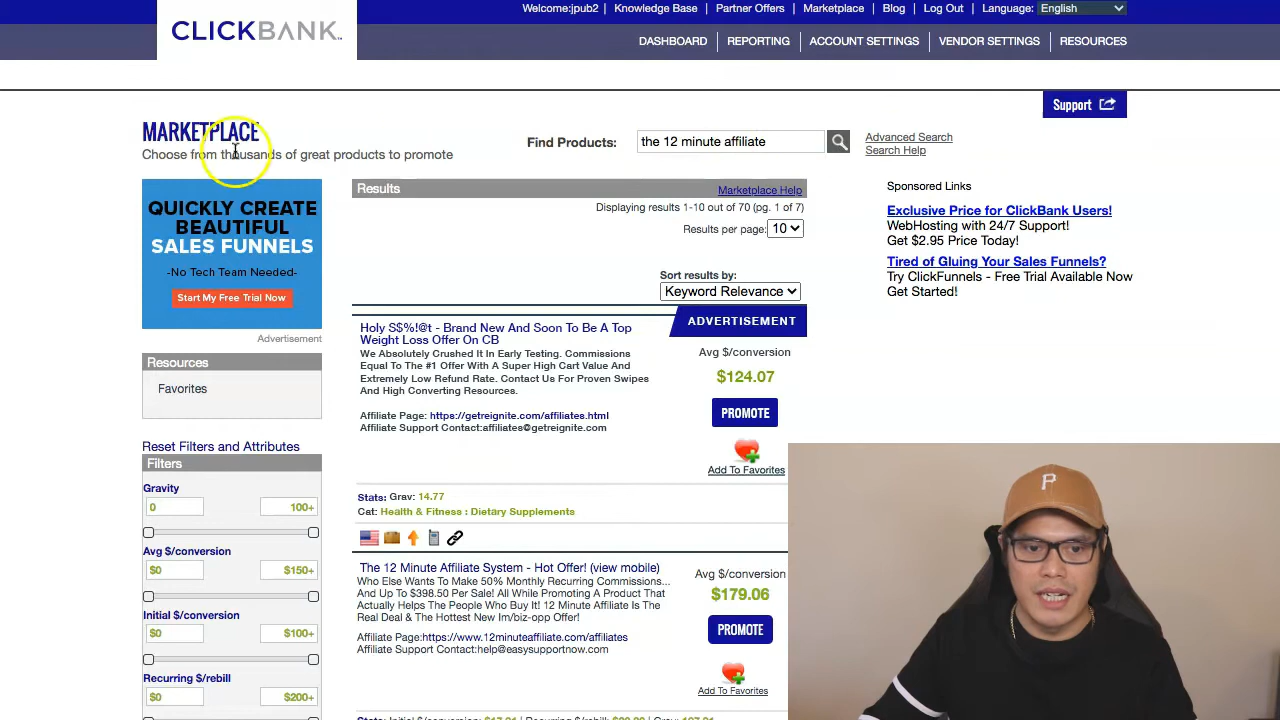 Welcome:jpub2 | Knowledge Base | Partner Offers | Marketplace | Blog | Log Out | Language: English
CLICKBANK™
DASHBOARD | REPORTING | ACCOUNT SETTINGS | VENDOR SETTINGS | RESOURCES
Support
MARKETPLACE
Choose from thousands of great products to promote
Find Products: the 12 minute affiliate
Advanced Search
Search Help
QUICKLY CREATE
BEAUTIFUL
SALES FUNNELS
-No Tech Team Needed-
Start My Free Trial Now
Advertisement
Resources
Favorites
Reset Filters and Attributes
Filters
Gravity
0 100+
Avg $/conversion
$0 $150+
Initial $/conversion
$0 $100+
Recurring $/rebill
$0 $200+
Results Marketplace Help
Displaying results 1-10 out of 70 (pg. 1 of 7)
Results per page: 10
Sort results by:
Keyword Relevance
ADVERTISEMENT
Holy S$%!@t - Brand New And Soon To Be A Top
Weight Loss Offer On CB
We Absolutely Crushed It In Early Testing. Commissions
Equal To The #1 Offer With A Super High Cart Value And
Extremely Low Refund Rate. Contact Us For Proven Swipes
And High Converting Resources.
Affiliate Page: https://getreignite.com/affiliates.html
Affiliate Support Contact:affiliates@getreignite.com
Avg $/conversion
$124.07
PROMOTE
Add To Favorites
Stats: Grav: 14.77
Cat: Health & Fitness : Dietary Supplements
The 12 Minute Affiliate System - Hot Offer! (view mobile)
Who Else Wants To Make 50% Monthly Recurring Commissions...
And Up To $398.50 Per Sale! All While Promoting A Product That
Actually Helps The People Who Buy It! 12 Minute Affiliate Is The
Real Deal & The Hottest New Im/biz-opp Offer!
Affiliate Page:https://www.12minuteaffiliate.com/affiliates
Affiliate Support Contact:help@easysupportnow.com
Avg $/conversion
$179.06
PROMOTE
Add To Favorites
Sponsored Links
Exclusive Price for ClickBank Users!
WebHosting with 24/7 Support!
Get $2.95 Price Today!
Tired of Gluing Your Sales Funnels?
Try ClickFunnels - Free Trial Available Now
Get Started!
P